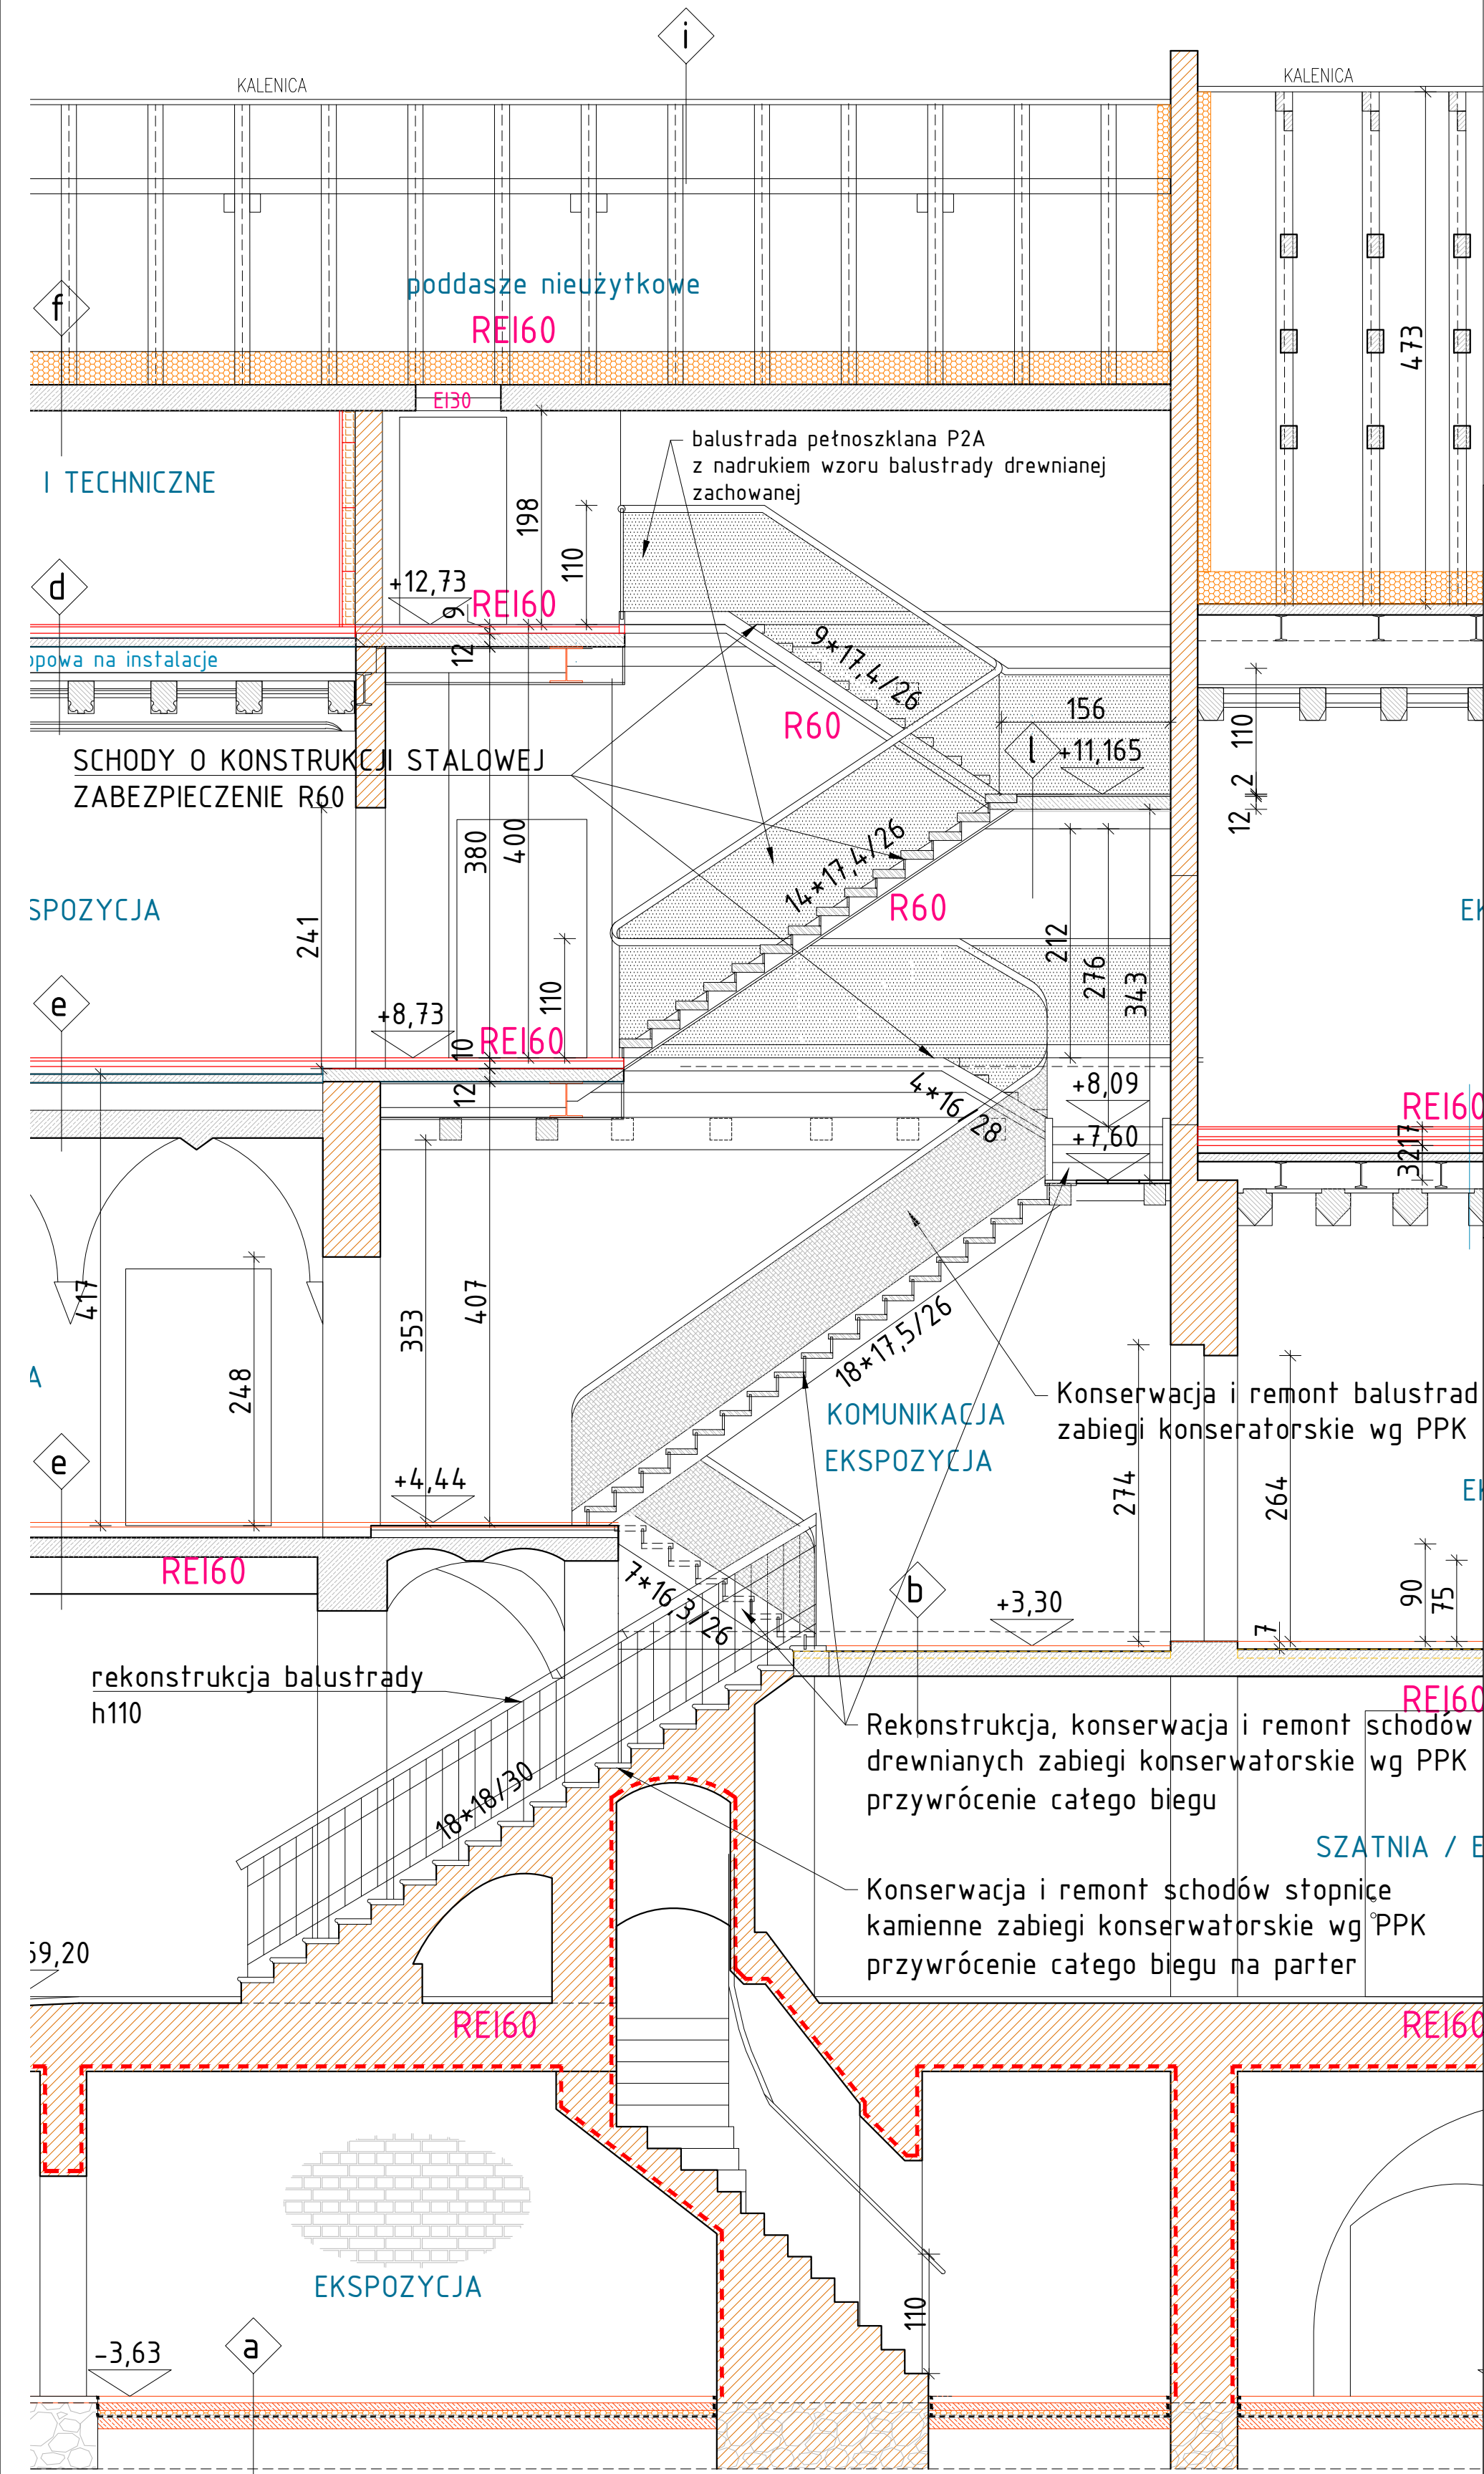 i
KALENICA
KALENICA
poddasze nieużytkowe
f
REI60
473
EI30
balustrada pełnoszklana P2A
z nadrukiem wzoru balustrady drewnianej
zachowanej
I TECHNICZNE
198
110
d
+12,73
9
REI60
12
opowa na instalacje
9*17,4/26
R60
156
110
l
+11,165
SCHODY O KONSTRUKCJI STALOWEJ
ZABEZPIECZENIE R60
2
12
380
400
14*17,4/26
R60
SPOZYCJA
EK
241
212
276
343
e
110
+8,73
REI60
10
12
4*16/28
+8,09
REI60
+7,60
17
32
417
353
407
248
18*17,5/26
A
Konserwacja i remont balustrad
zabiegi konseratorskie wg PPK
KOMUNIKACJA
EKSPOZYCJA
e
+4,44
274
264
EK
REI60
7*16,3/26
b
+3,30
90
75
7
rekonstrukcja balustrady
h110
REI60
Rekonstrukcja, konserwacja i remont schodów
drewnianych zabiegi konserwatorskie wg PPK
przywrócenie całego biegu
18*18/30
SZATNIA / E
Konserwacja i remont schodów stopnice
kamienne zabiegi konserwatorskie wg PPK
przywrócenie całego biegu na parter
59,20
REI60
REI60
EKSPOZYCJA
110
-3,63
a